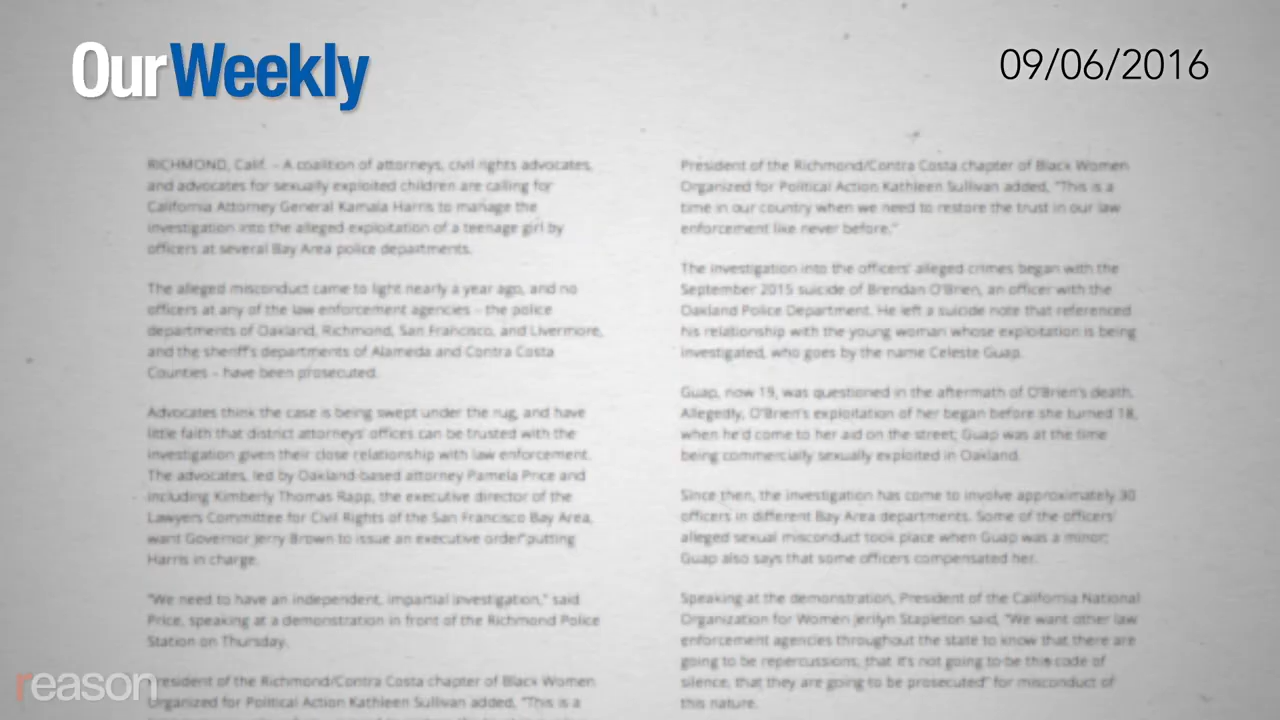 OurWeekly
09/06/2016
RICHMOND, Calif. – A coalition of attorneys, civil rights advocates,
and advocates for sexually exploited children are calling for
California Attorney General Kamala Harris to manage the
investigation into the alleged exploitation of a teenage girl by
officers at several Bay Area police departments.
The alleged misconduct came to light nearly a year ago, and no
officers at any of the law enforcement agencies – the police
departments of Oakland, Richmond, San Francisco, and Livermore,
and the sheriff's departments of Alameda and Contra Costa
Counties – have been prosecuted.
Advocates think the case is being swept under the rug, and have
little faith that district attorneys' offices can be trusted with the
investigation given their close relationship with law enforcement.
The advocates, led by Oakland-based attorney Pamela Price and
including Kimberly Thomas Rapp, the executive director of the
Lawyers Committee for Civil Rights of the San Francisco Bay Area,
want Governor Jerry Brown to issue an executive order putting
Harris in charge.
"We need to have an independent, impartial investigation," said
Price, speaking at a demonstration in front of the Richmond Police
Station on Thursday.
President of the Richmond/Contra Costa chapter of Black Women
Organized for Political Action Kathleen Sullivan added, "This is a
President of the Richmond/Contra Costa chapter of Black Women
Organized for Political Action Kathleen Sullivan added, "This is a
time in our country when we need to restore the trust in our law
enforcement like never before."
The investigation into the officers' alleged crimes began with the
September 2015 suicide of Brendan O'Brien, an officer with the
Oakland Police Department. He left a suicide note that referenced
his relationship with the young woman whose exploitation is being
investigated, who goes by the name Celeste Guap.
Guap, now 19, was questioned in the aftermath of O'Brien's death.
Allegedly, O'Brien's exploitation of her began before she turned 18,
when he'd come to her aid on the street; Guap was at the time
being commercially sexually exploited in Oakland.
Since then, the investigation has come to involve approximately 30
officers in different Bay Area departments. Some of the officers'
alleged sexual misconduct took place when Guap was a minor;
Guap also says that some officers compensated her.
Speaking at the demonstration, President of the California National
Organization for Women Jerilyn Stapleton said, "We want other law
enforcement agencies throughout the state to know that there are
going to be repercussions, that it's not going to be this code of
silence, that they are going to be prosecuted" for misconduct of
this nature.
reason